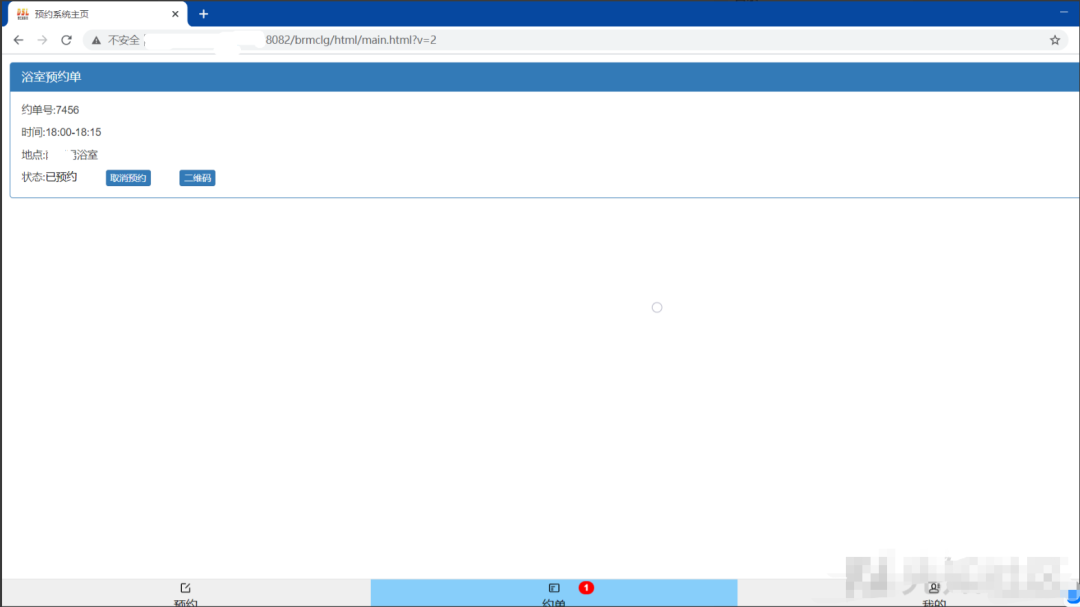 预约系统主页
不安全
8082/brmclg/html/main.html?v=2
浴室预约单
约单号:7456
时间:18:00-18:15
地点: 浴室
状态:已预约 取消预约 二维码
1
预约 约单 我的